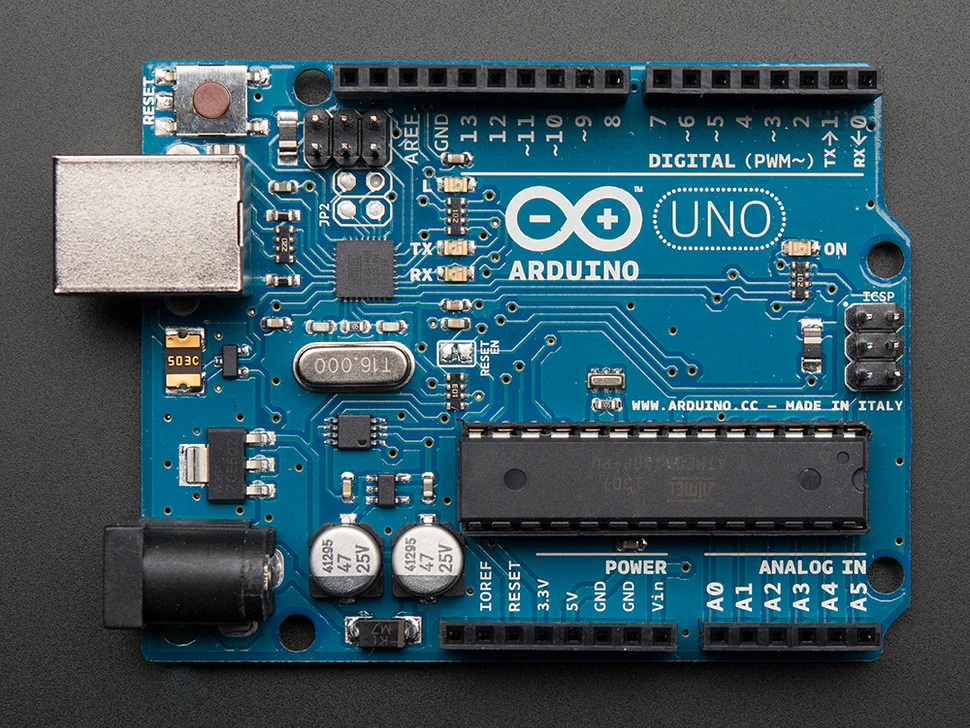 RESET
AREF
GND
13
12
~11
~10
~9
8
7
~6
~5
4
~3
2
TX→1
RX←0
DIGITAL (PWM~)
JP2
L
TX
RX
ARDUINO
™
UNO
ON
ICSP
T16.000
RESET
EN
WWW.ARDUINO.CC — MADE IN ITALY
41295
47
25V
41295
47
25V
POWER
ANALOG IN
IOREF
RESET
3.3V
5V
GND
GND
Vin
A0
A1
A2
A3
A4
A5